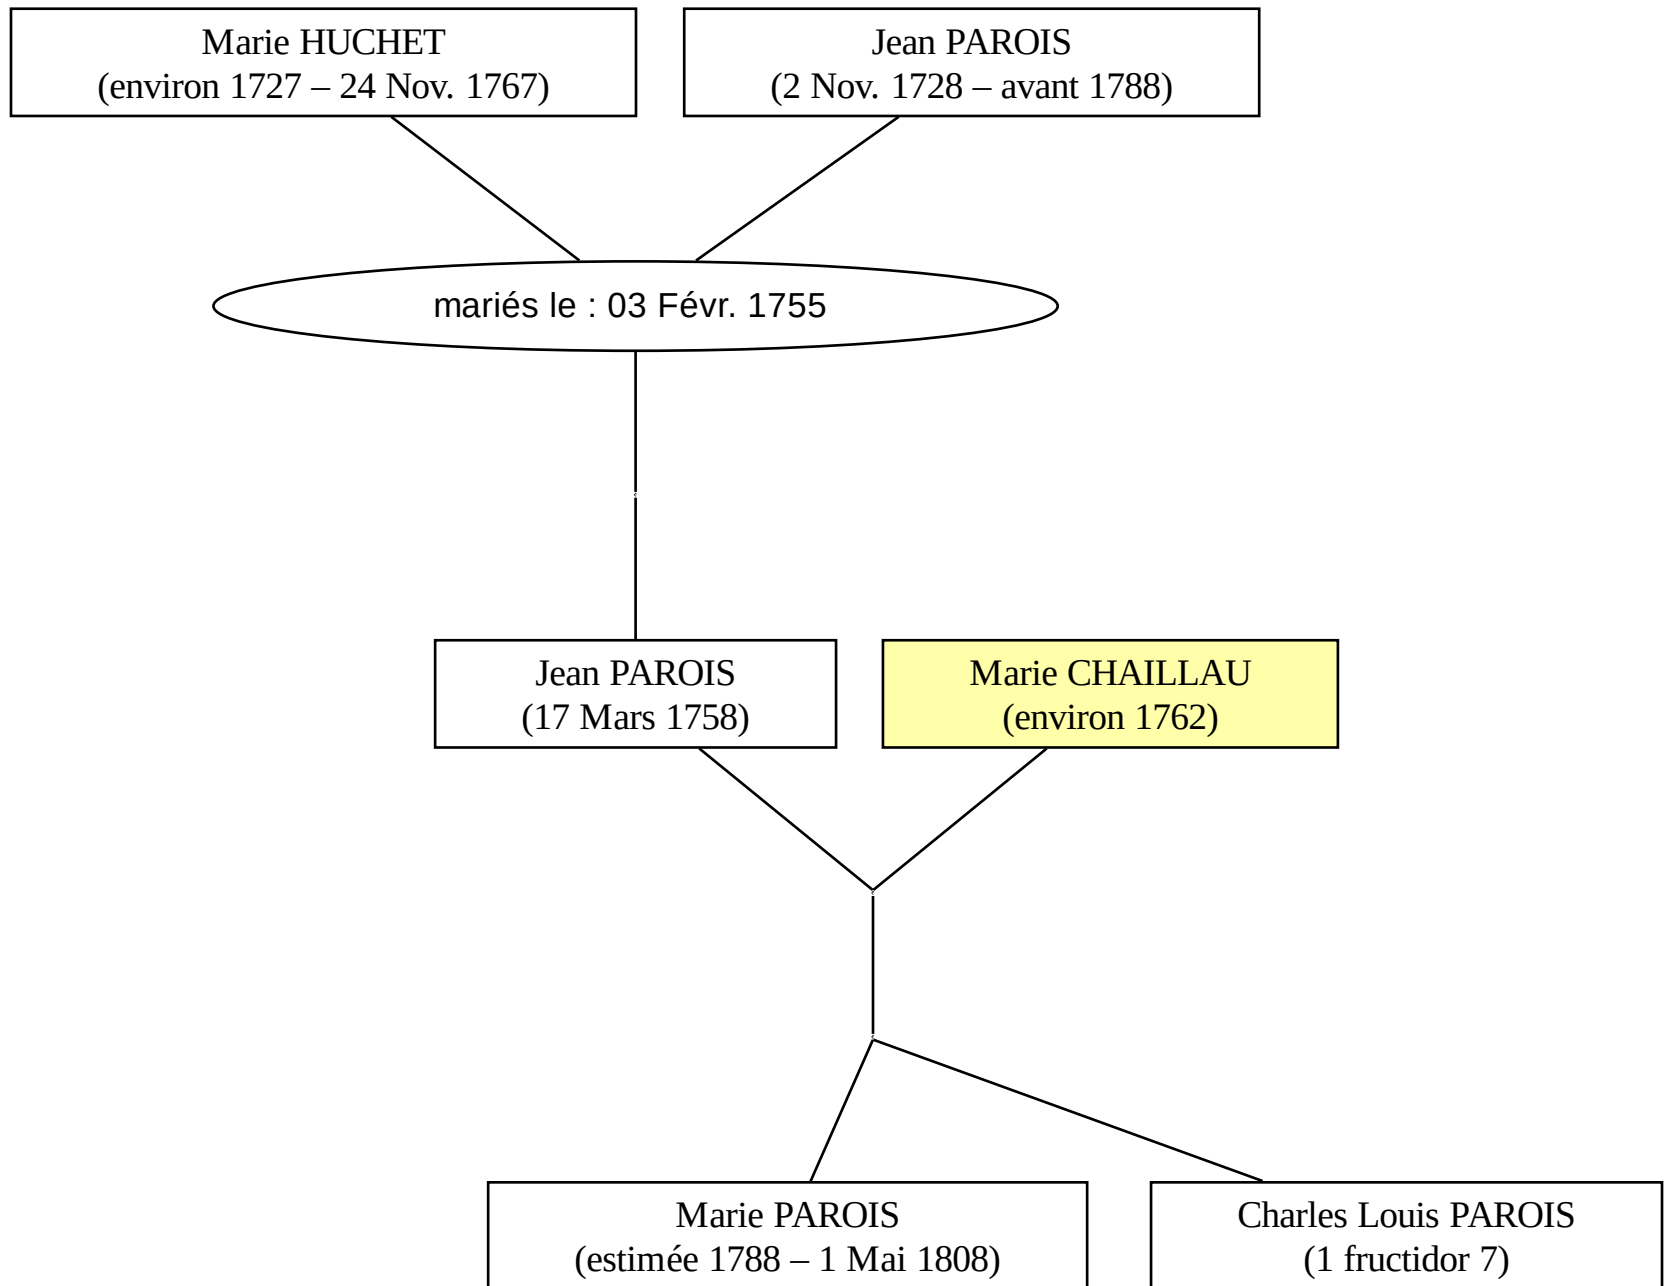 Marie HUCHET
(environ 1727 – 24 Nov. 1767)
Jean PAROIS
(2 Nov. 1728 – avant 1788)
mariés le : 03 Févr. 1755
Jean PAROIS
(17 Mars 1758)
Marie CHAILLAU
(environ 1762)
Marie PAROIS
(estimée 1788 – 1 Mai 1808)
Charles Louis PAROIS
(1 fructidor 7)